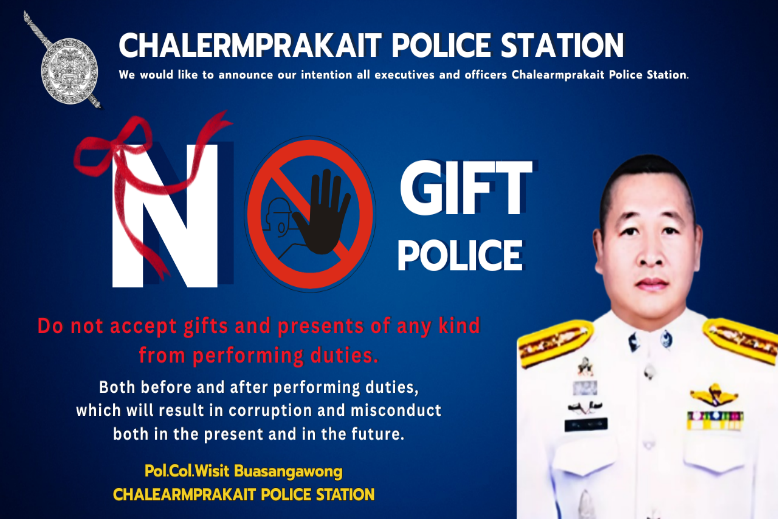 CHALERMPRAKAIT POLICE STATION
We would like to announce our intention all executives and officers Chalearmprakait Police Station.
NO GIFT
POLICE
Do not accept gifts and presents of any kind
from performing duties.
Both before and after performing duties,
which will result in corruption and misconduct
both in the present and in the future.
Pol.Col.Wisit Buasangawong
CHALEARMPRAKAIT POLICE STATION